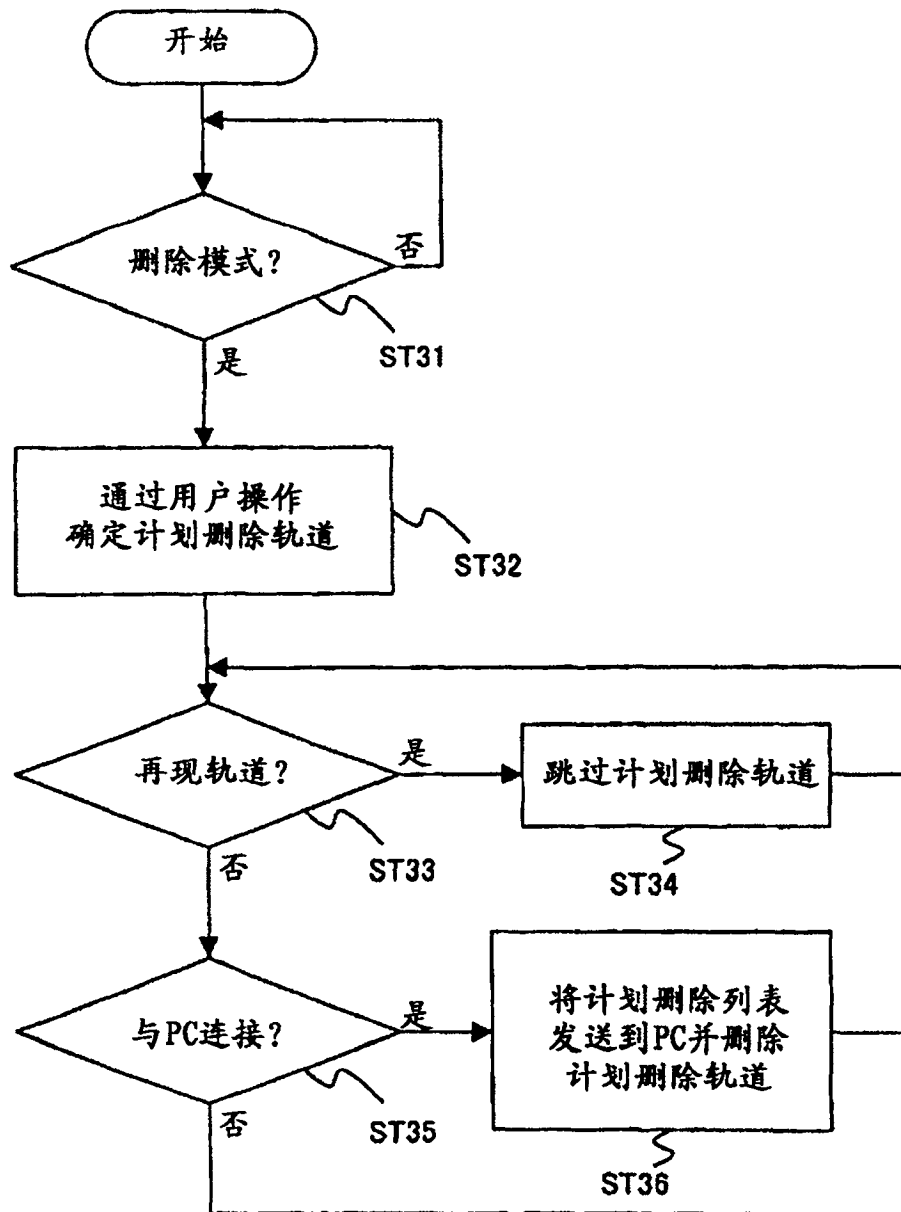 开始
删除模式?
否
ST31
是
通过用户操作
确定计划删除轨道
ST32
再现轨道?
是
跳过计划删除轨道
ST33
ST34
否
与PC连接?
是
将计划删除列表
发送到PC并删除
计划删除轨道
ST35
否
ST36